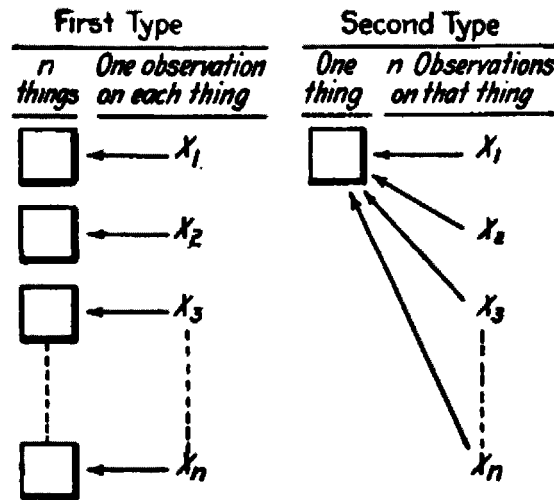 First Type
n things
One observation on each thing
X1
X2
X3
Xn
Second Type
One thing
n Observations on that thing
X1
X2
X3
Xn